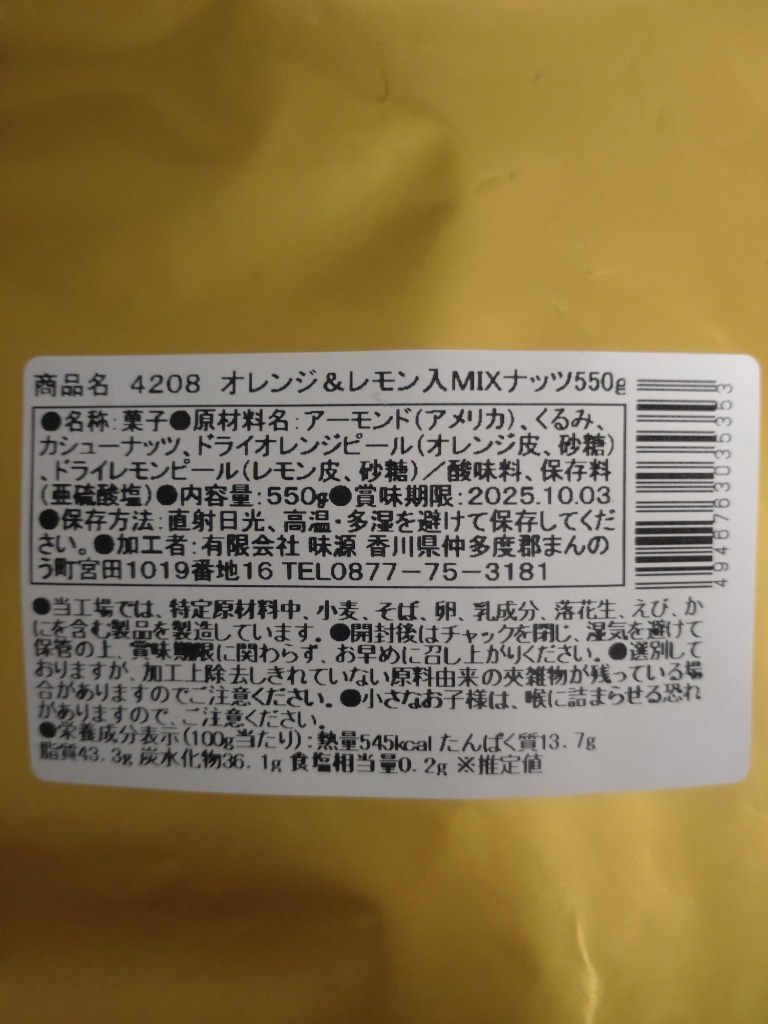 商品名 4208 オレンジ＆レモン入MIXナッツ550g
●名称:菓子●原材料名:アーモンド(アメリカ)、くるみ、
カシューナッツ、ドライオレンジピール(オレンジ皮、砂糖)
、ドライレモンピール(レモン皮、砂糖)／酸味料、保存料
(亜硫酸塩)●内容量:550g●賞味期限:2025.10.03
●保存方法:直射日光、高温・多湿を避けて保存してくだ
さい。●加工者:有限会社 味源 香川県仲多度郡まんの
う町宮田1019番地16 TEL0877－75－3181
●当工場では、特定原材料中、小麦、そば、卵、乳成分、落花生、えび、か
にを含む製品を製造しています。●開封後はチャックを閉じ、湿気を避けて
保管の上、賞味期限に関わらず、お早めに召し上がりください。●選別して
おりますが、加工上除去しきれていない原料由来の夾雑物が残っている場
合がありますのでご注意ください。●小さなお子様は、喉に詰まらせる恐れ
がありますので、ご注意ください。
●栄養成分表示(100g当たり):熱量545kcal たんぱく質13.7g
脂質43.3g 炭水化物36.1g 食塩相当量0.2g ※推定値
4946763035353